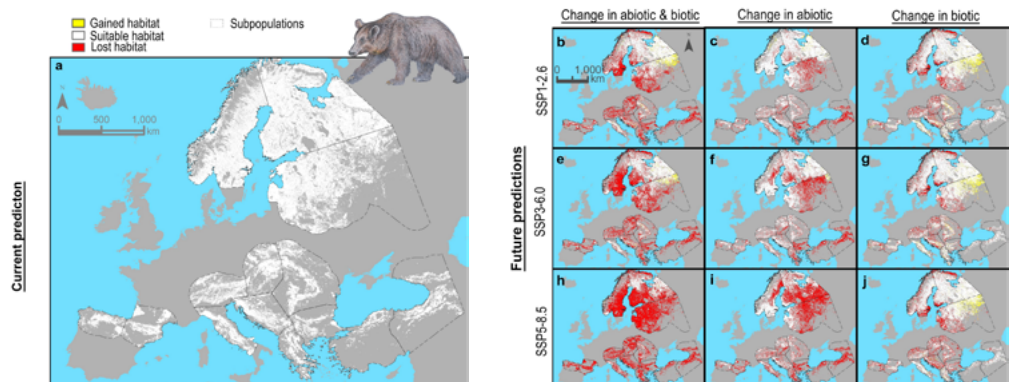 Gained habitat
Suitable habitat
Lost habitat
Subpopulations
a
N
0 500 1,000
km
Current predicton
Change in abiotic & biotic
Change in abiotic
Change in biotic
Future predictions
SSP1-2.6
b
0 1,000
km
c
d
SSP3-6.0
e
f
g
SSP5-8.5
h
i
j